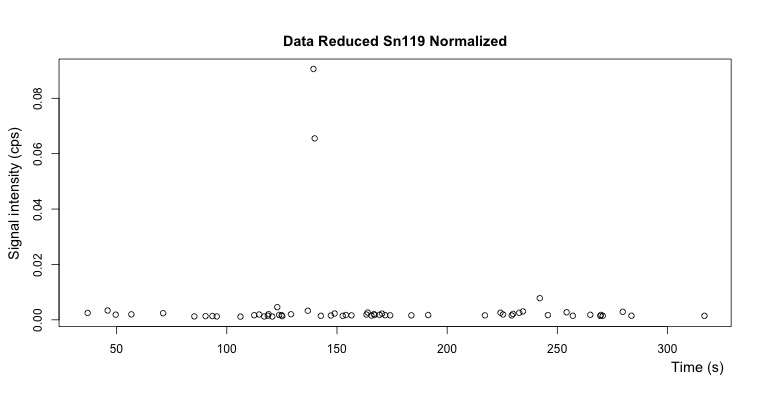 Data Reduced Sn119 Normalized
Signal intensity (cps)
0.08
0.06
0.04
0.02
0.00
50 100 150 200 250 300
Time (s)